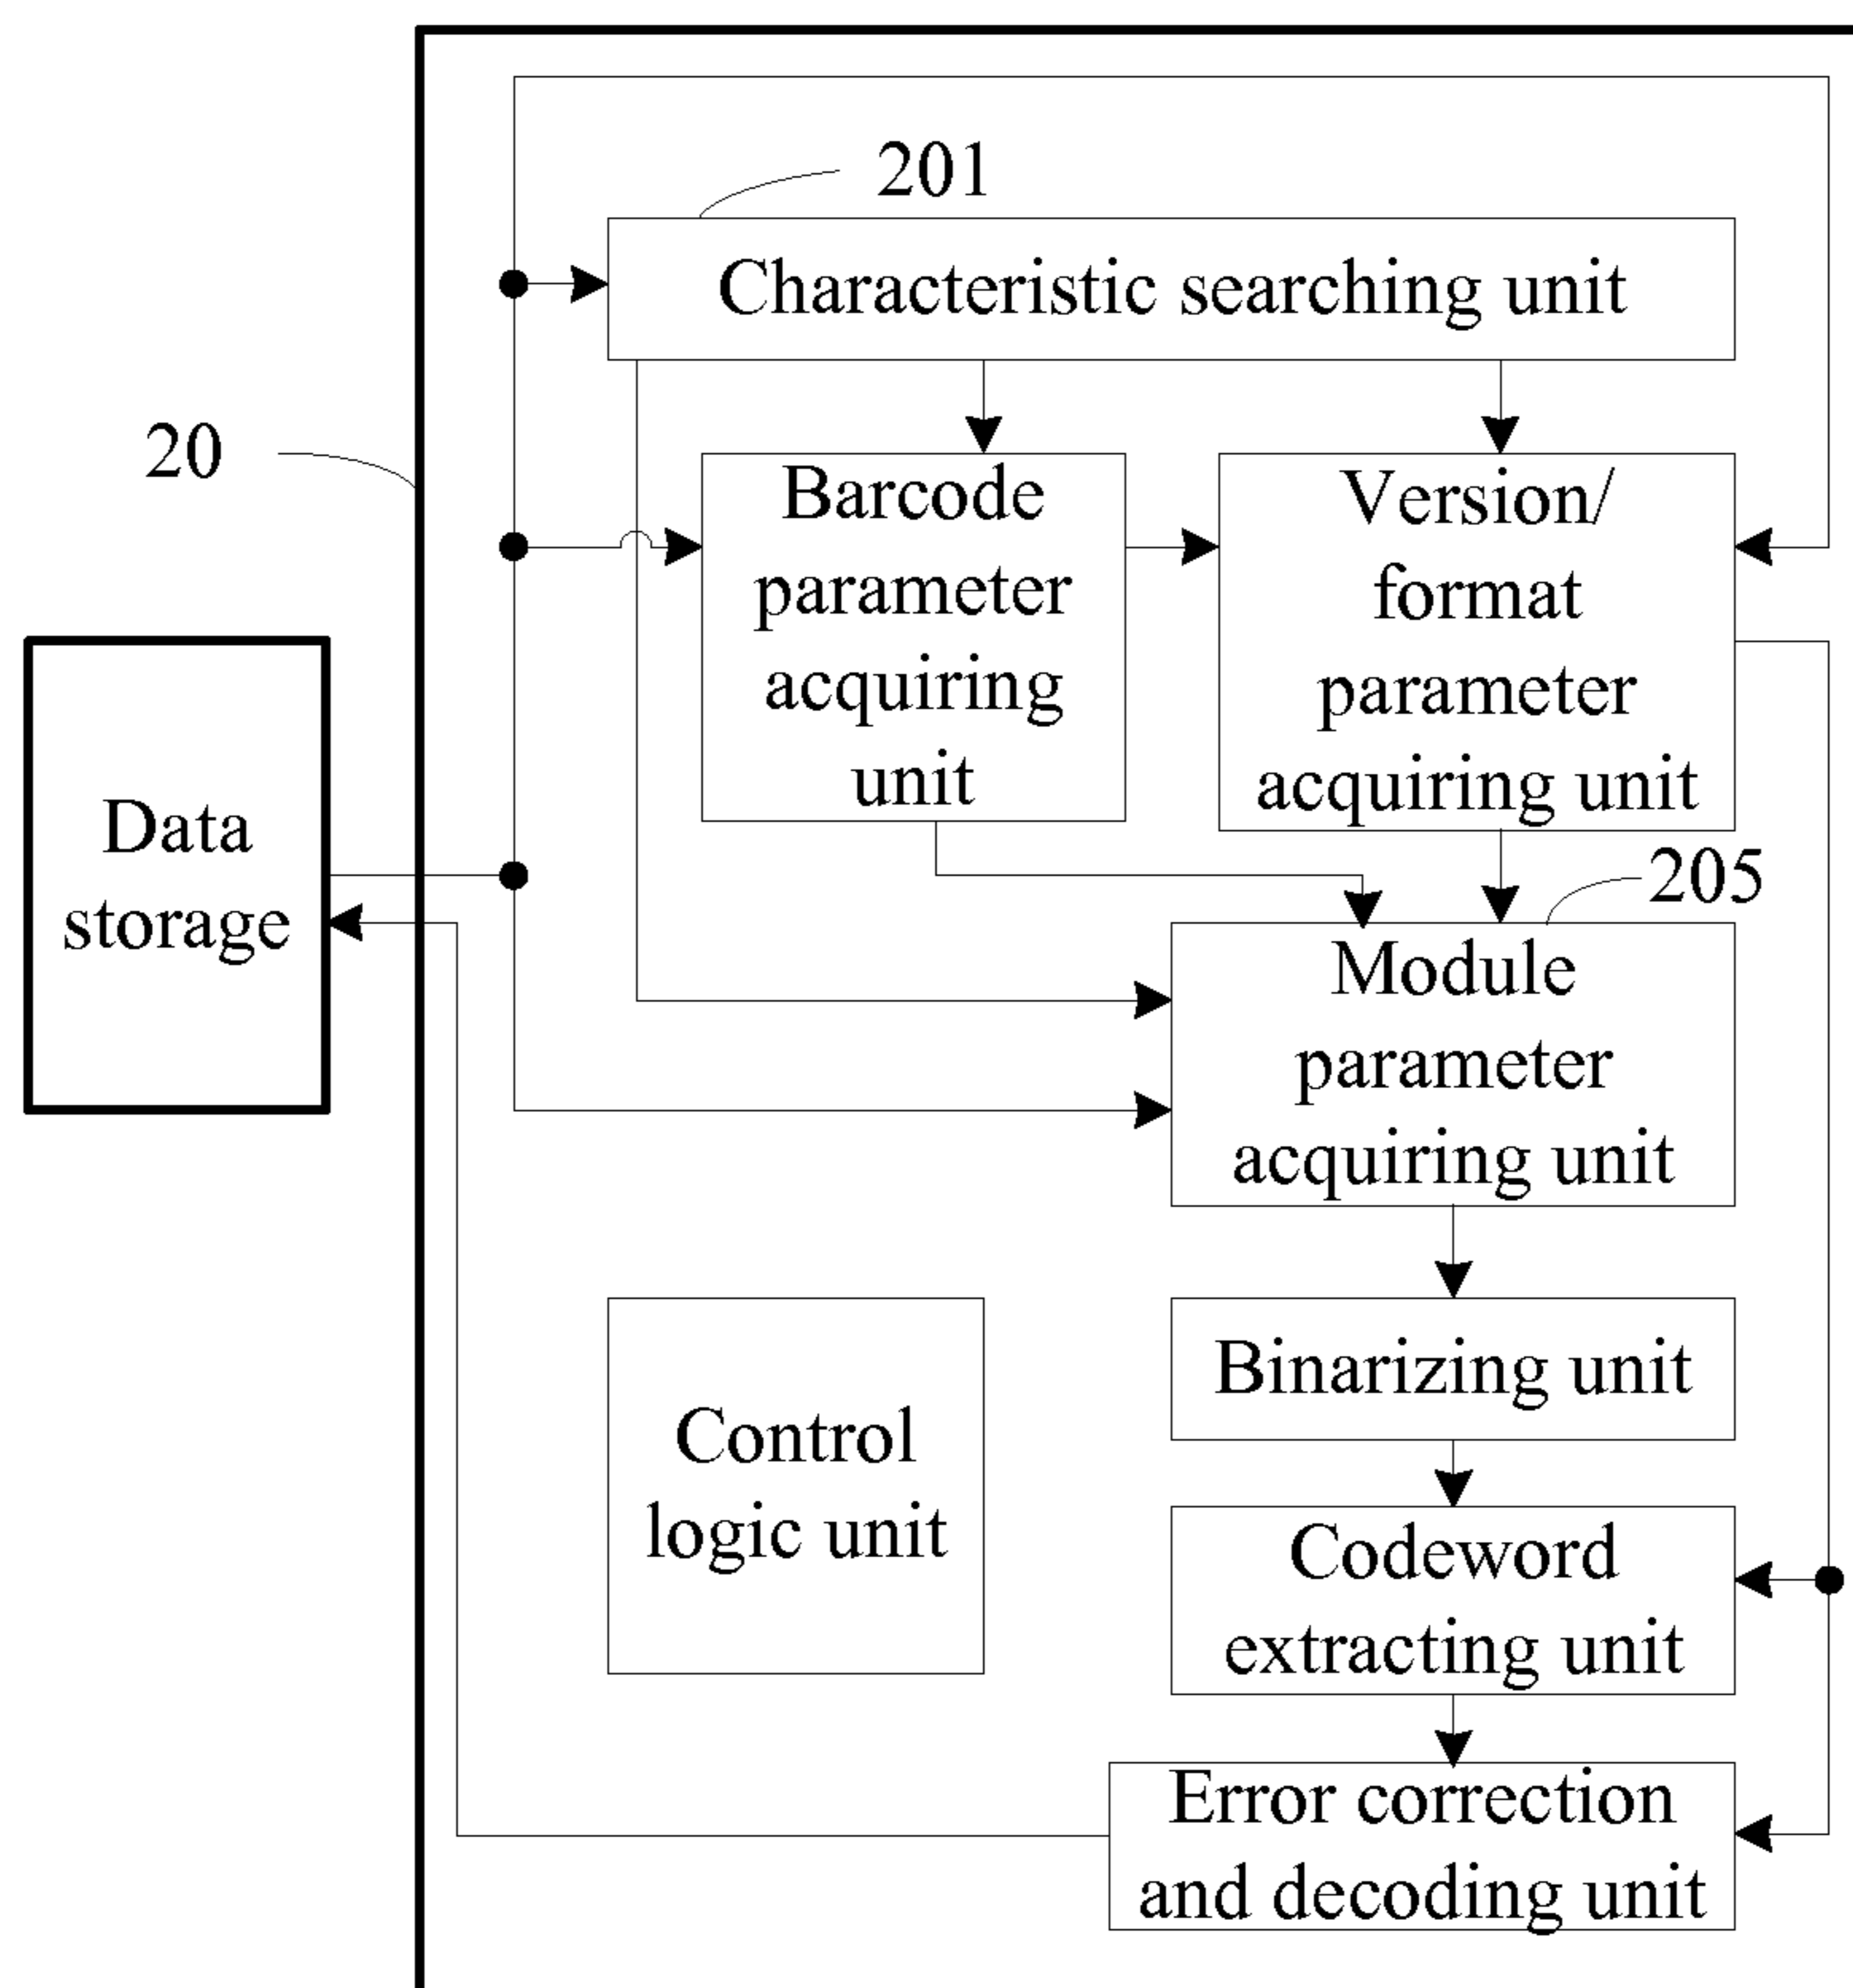 201
Characteristic searching unit
20
Barcode
parameter
acquiring
unit
Version/
format
parameter
acquiring unit
Data
storage
205
Module
parameter
acquiring unit
Binarizing unit
Control
logic unit
Codeword
extracting unit
Error correction
and decoding unit